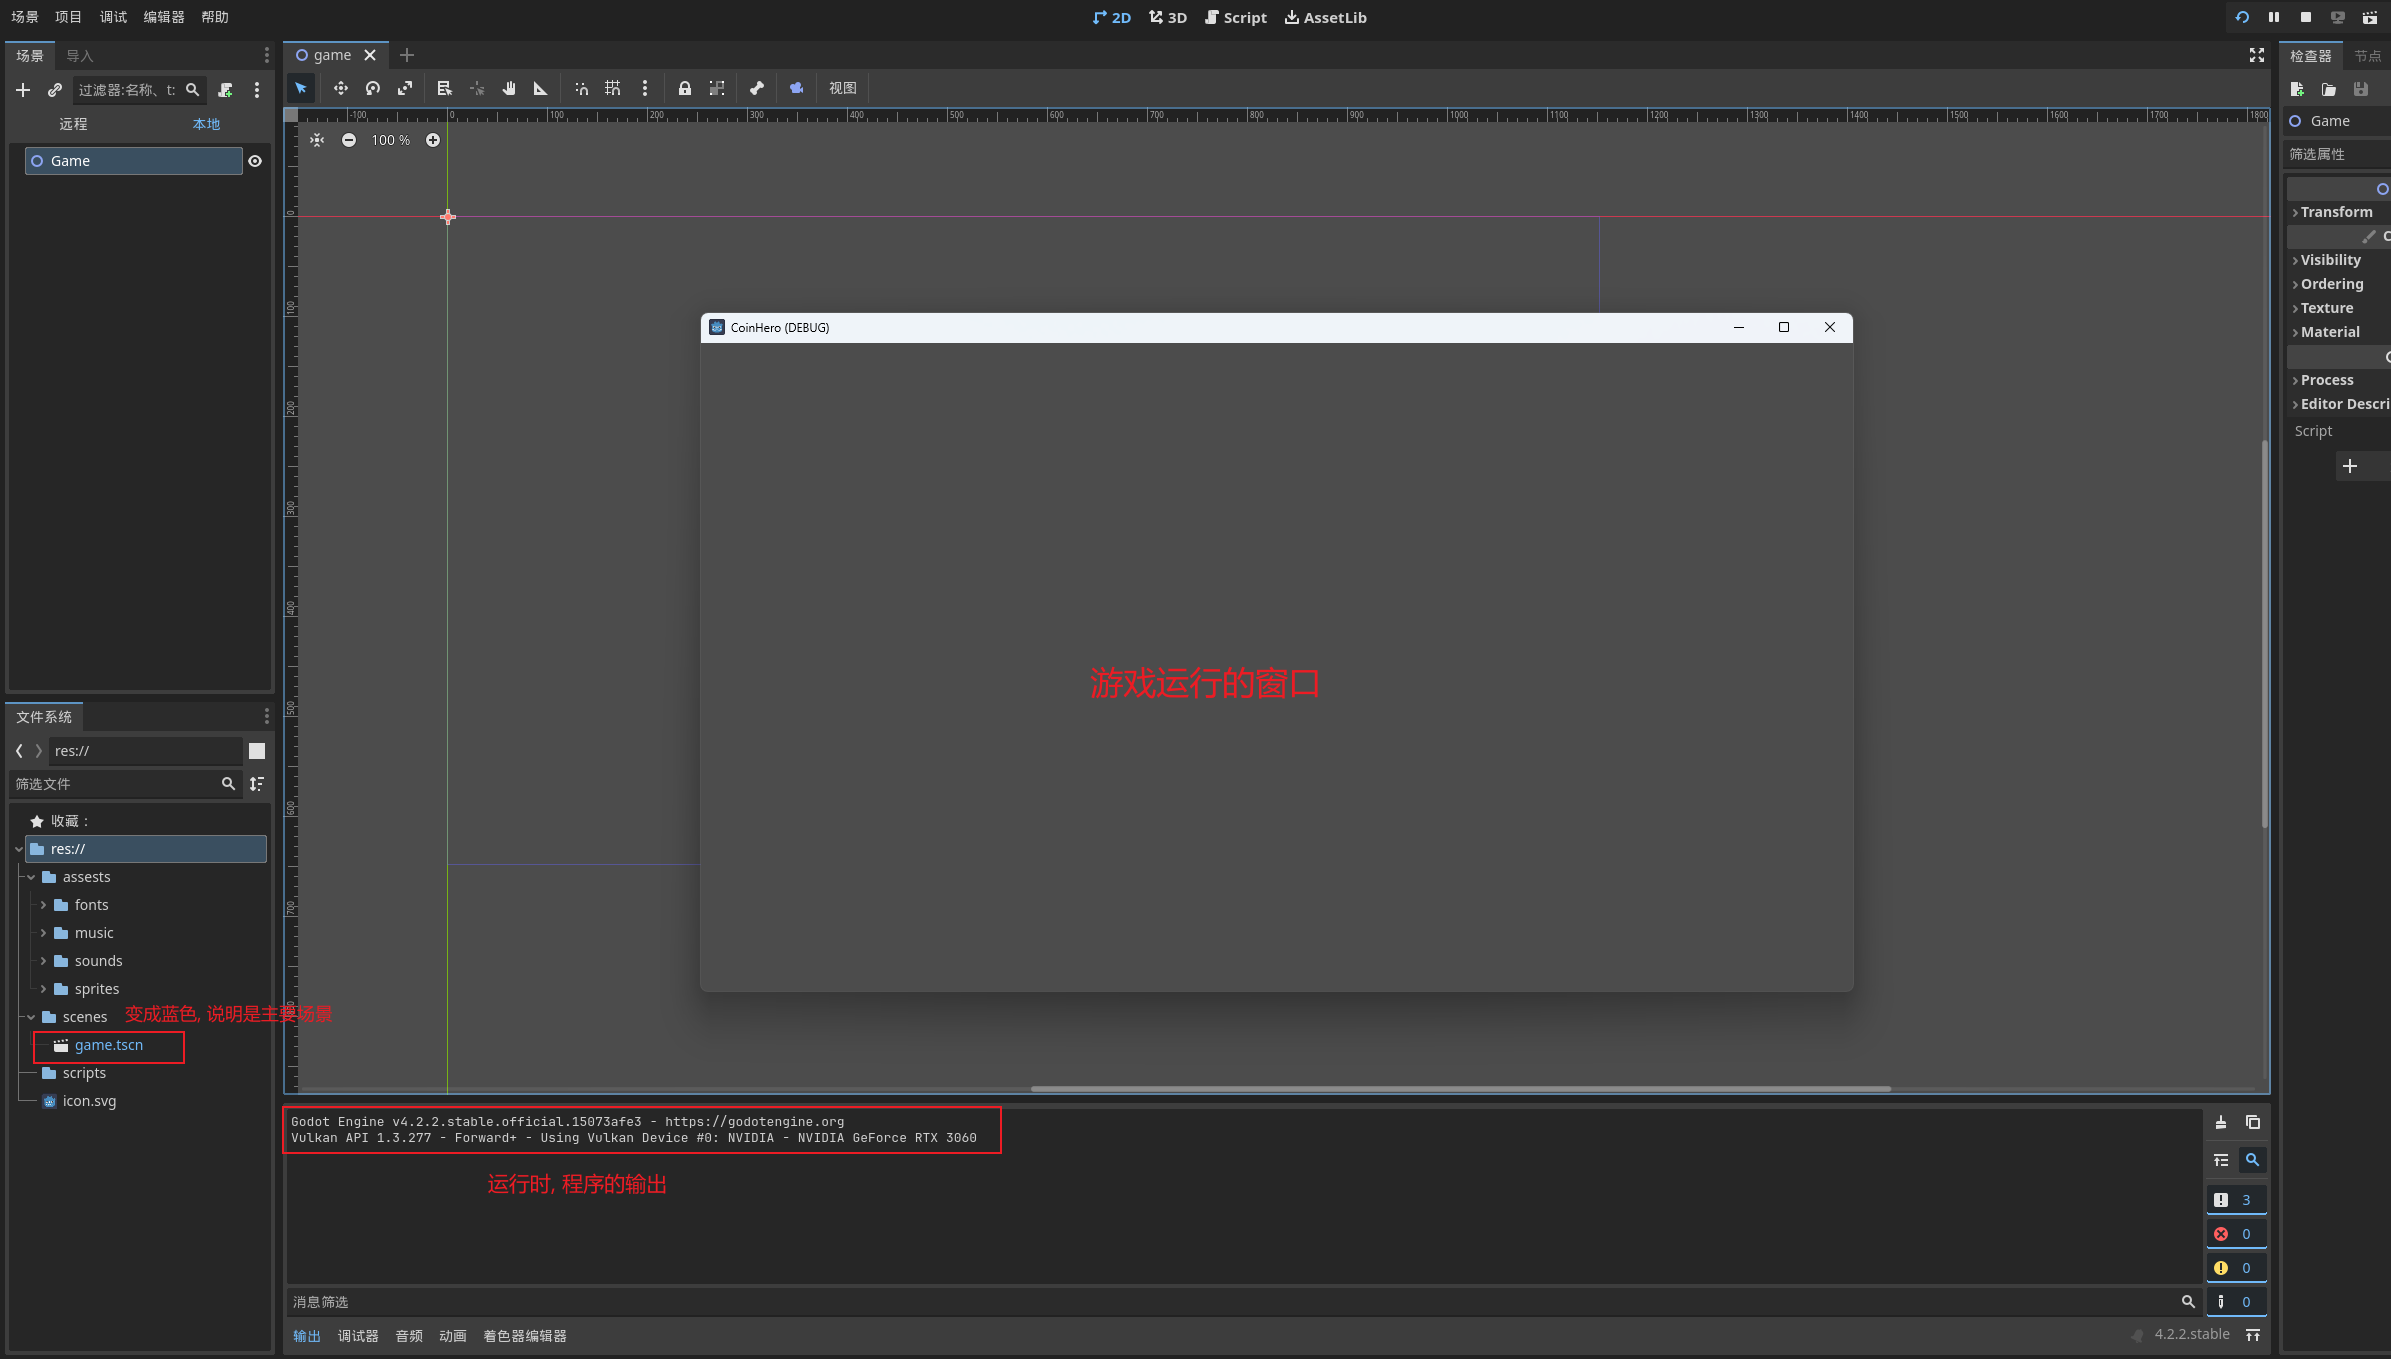 场景 项目 调试 编辑器 帮助
2D 3D Script AssetLib
场景 导入
过滤器:名称、t:
远程 本地
Game
game
视图
-100 0 100 200 300 400 500 600 700 800 900 1000 1100 1200 1300 1400 1500 1600 1700 1800
100 %
0
100
200
300
400
500
600
700
CoinHero (DEBUG)
游戏运行的窗口
检查器 节点
Game
筛选属性
Transform
Visibility
Ordering
Texture
Material
Process
Editor Descri
Script
文件系统
res://
筛选文件
收藏：
res://
assests
fonts
music
sounds
sprites
scenes
变成蓝色, 说明是主要场景
game.tscn
scripts
icon.svg
Godot Engine v4.2.2.stable.official.15073afe3 - https://godotengine.org
Vulkan API 1.3.277 - Forward+ - Using Vulkan Device #0: NVIDIA - NVIDIA GeForce RTX 3060
运行时, 程序的输出
3
0
0
0
消息筛选
输出 调试器 音频 动画 着色器编辑器
4.2.2.stable